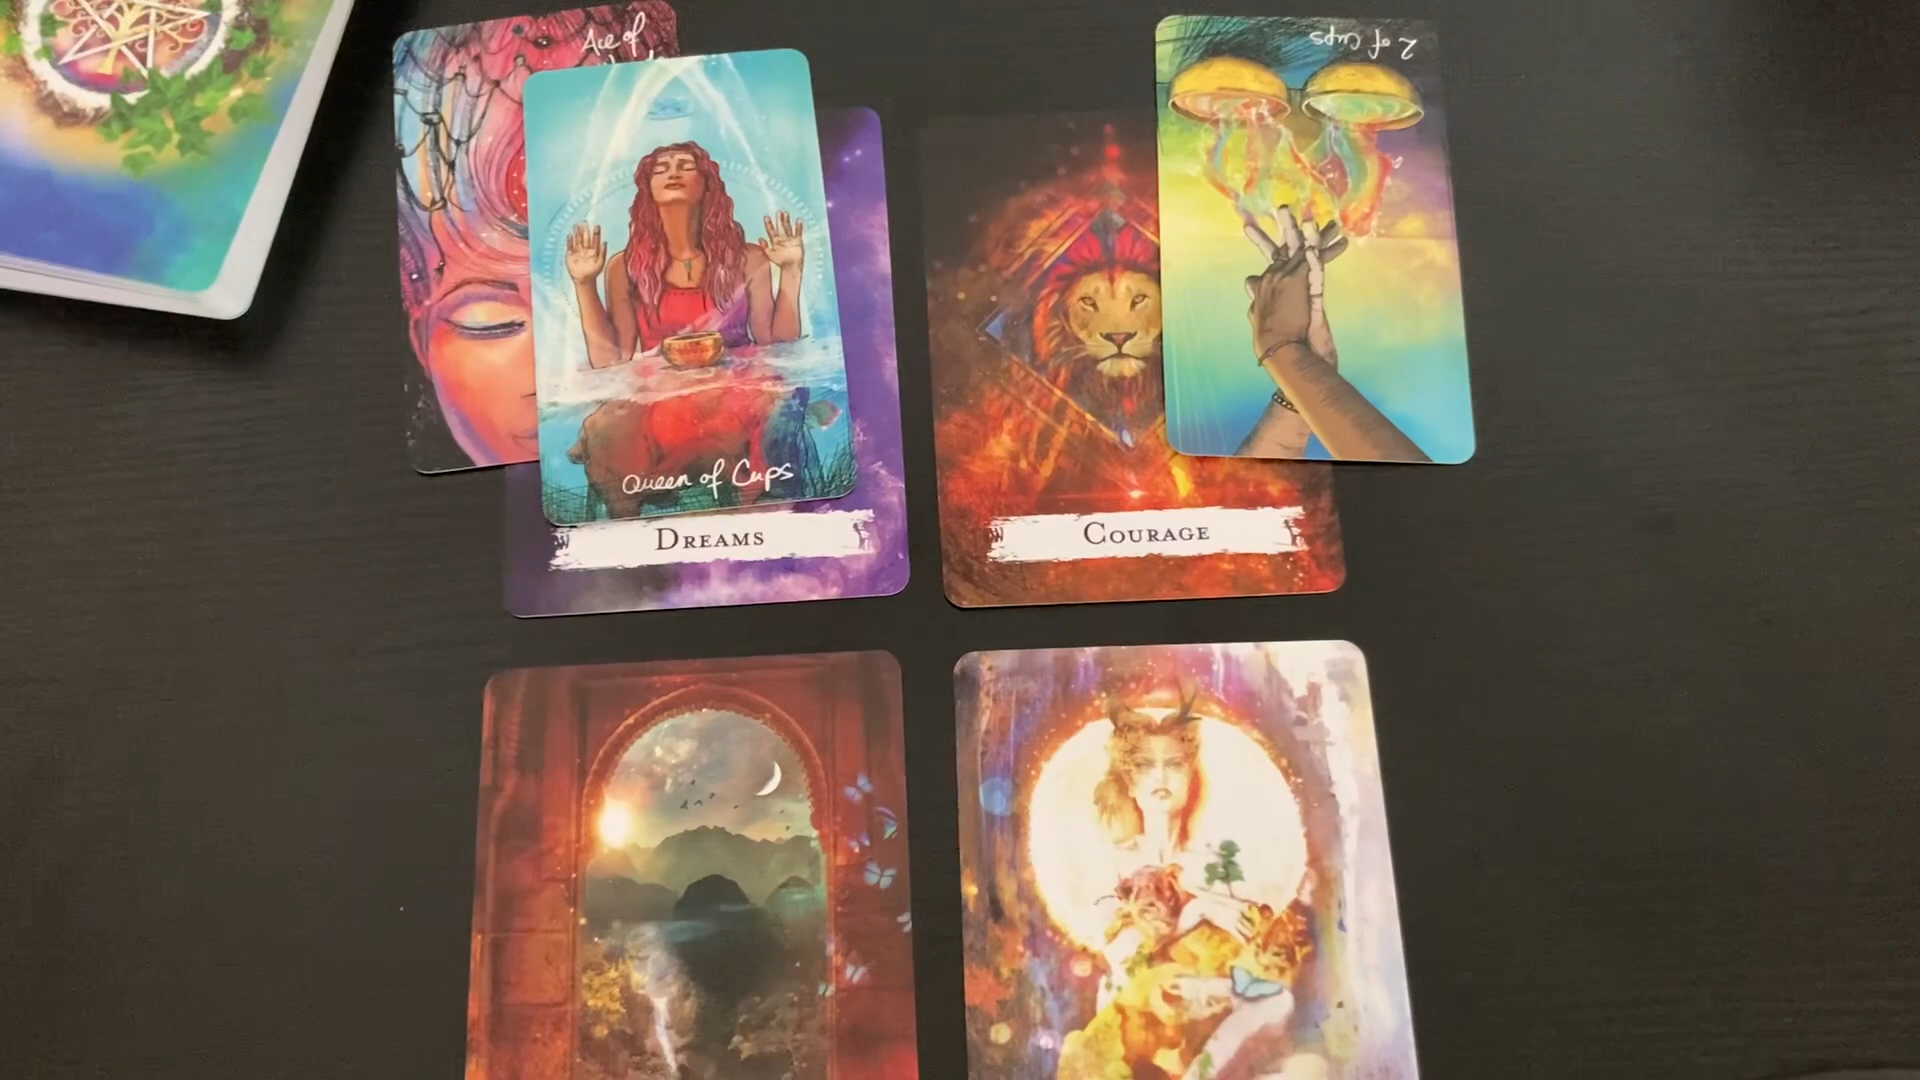 Ace of
2 of Cups
Queen of Cups
DREAMS
COURAGE